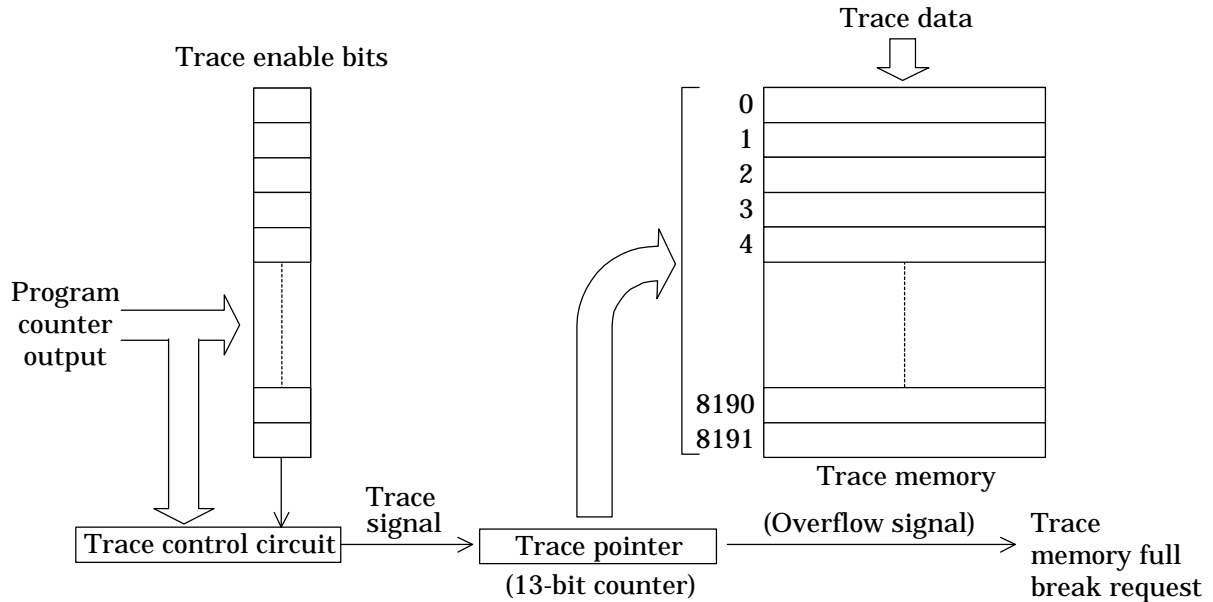 Trace data
Trace enable bits
0
1
2
3
4
Program
counter
output
8190
8191
Trace memory
Trace
signal
(Overflow signal)
Trace
memory full
break request
Trace control circuit
Trace pointer
(13-bit counter)